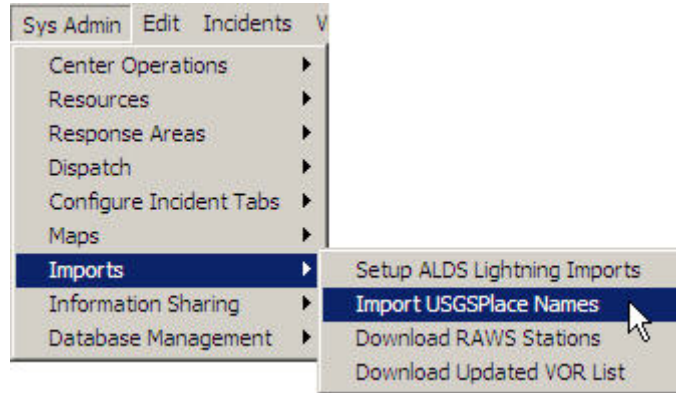 Sys Admin Edit Incidents V
Center Operations
Resources
Response Areas
Dispatch
Configure Incident Tabs
Maps
Imports
Information Sharing
Database Management
Setup ALDS Lightning Imports
Import USGSPlace Names
Download RAWS Stations
Download Updated VOR List